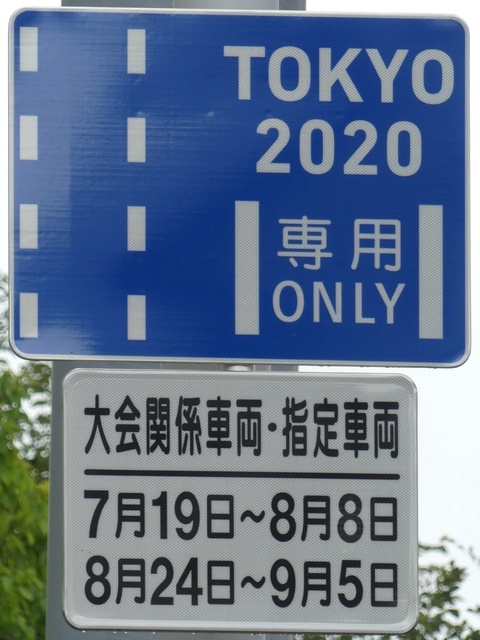 TOKYO
2020
専用
ONLY
大会関係車両・指定車両
7月19日~8月8日
8月24日~9月5日